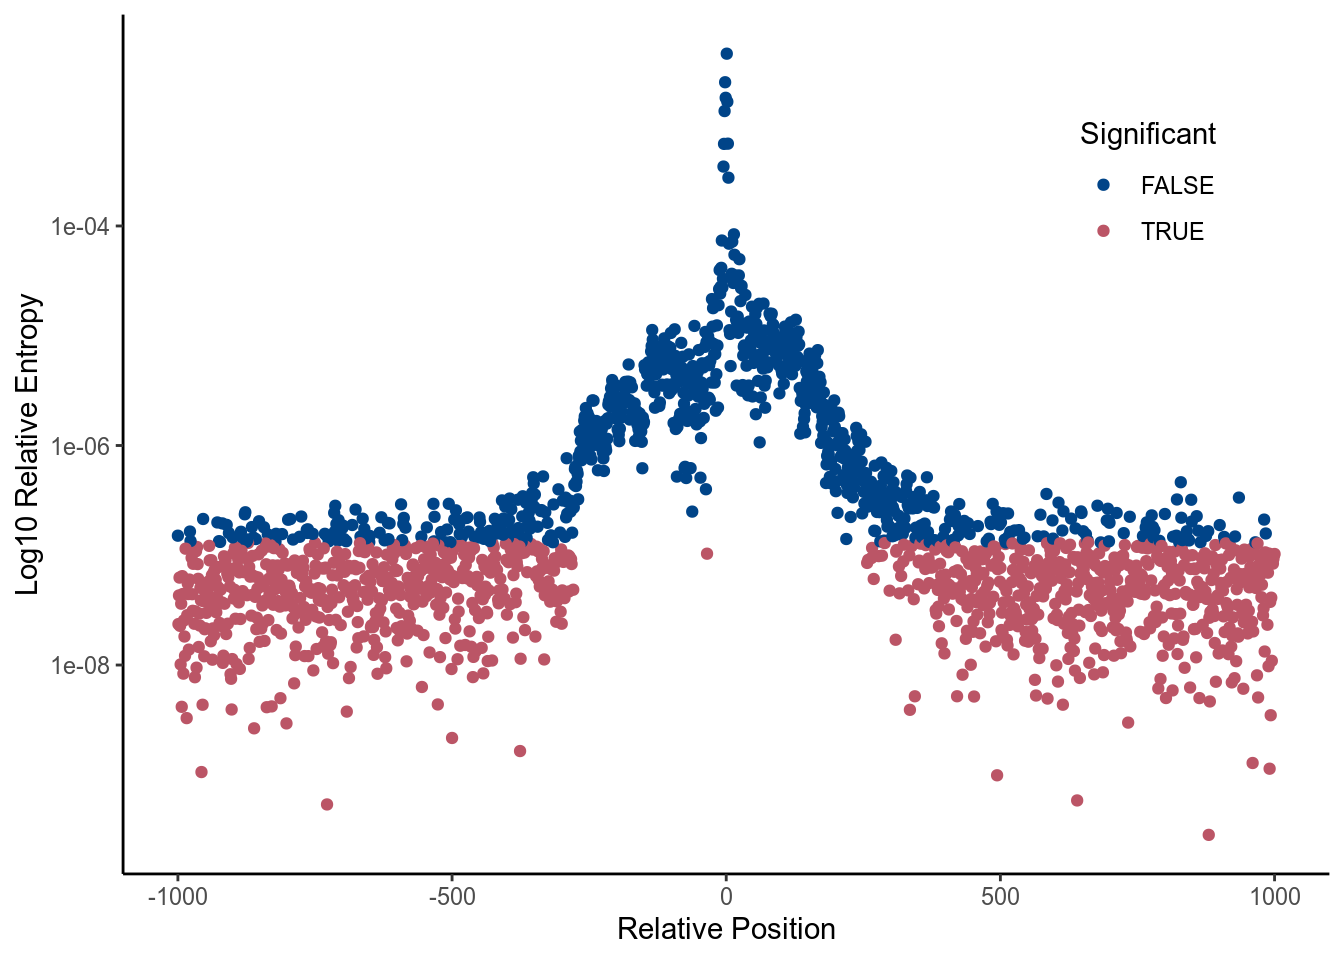 Significant
FALSE
TRUE
Log10 Relative Entropy
1e-04
1e-06
1e-08
-1000
-500
0
500
1000
Relative Position